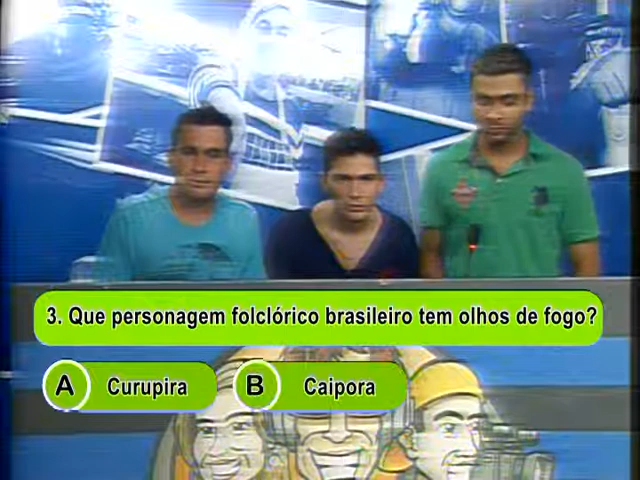 3. Que personagem folclórico brasileiro tem olhos de fogo?
A Curupira
B Caipora